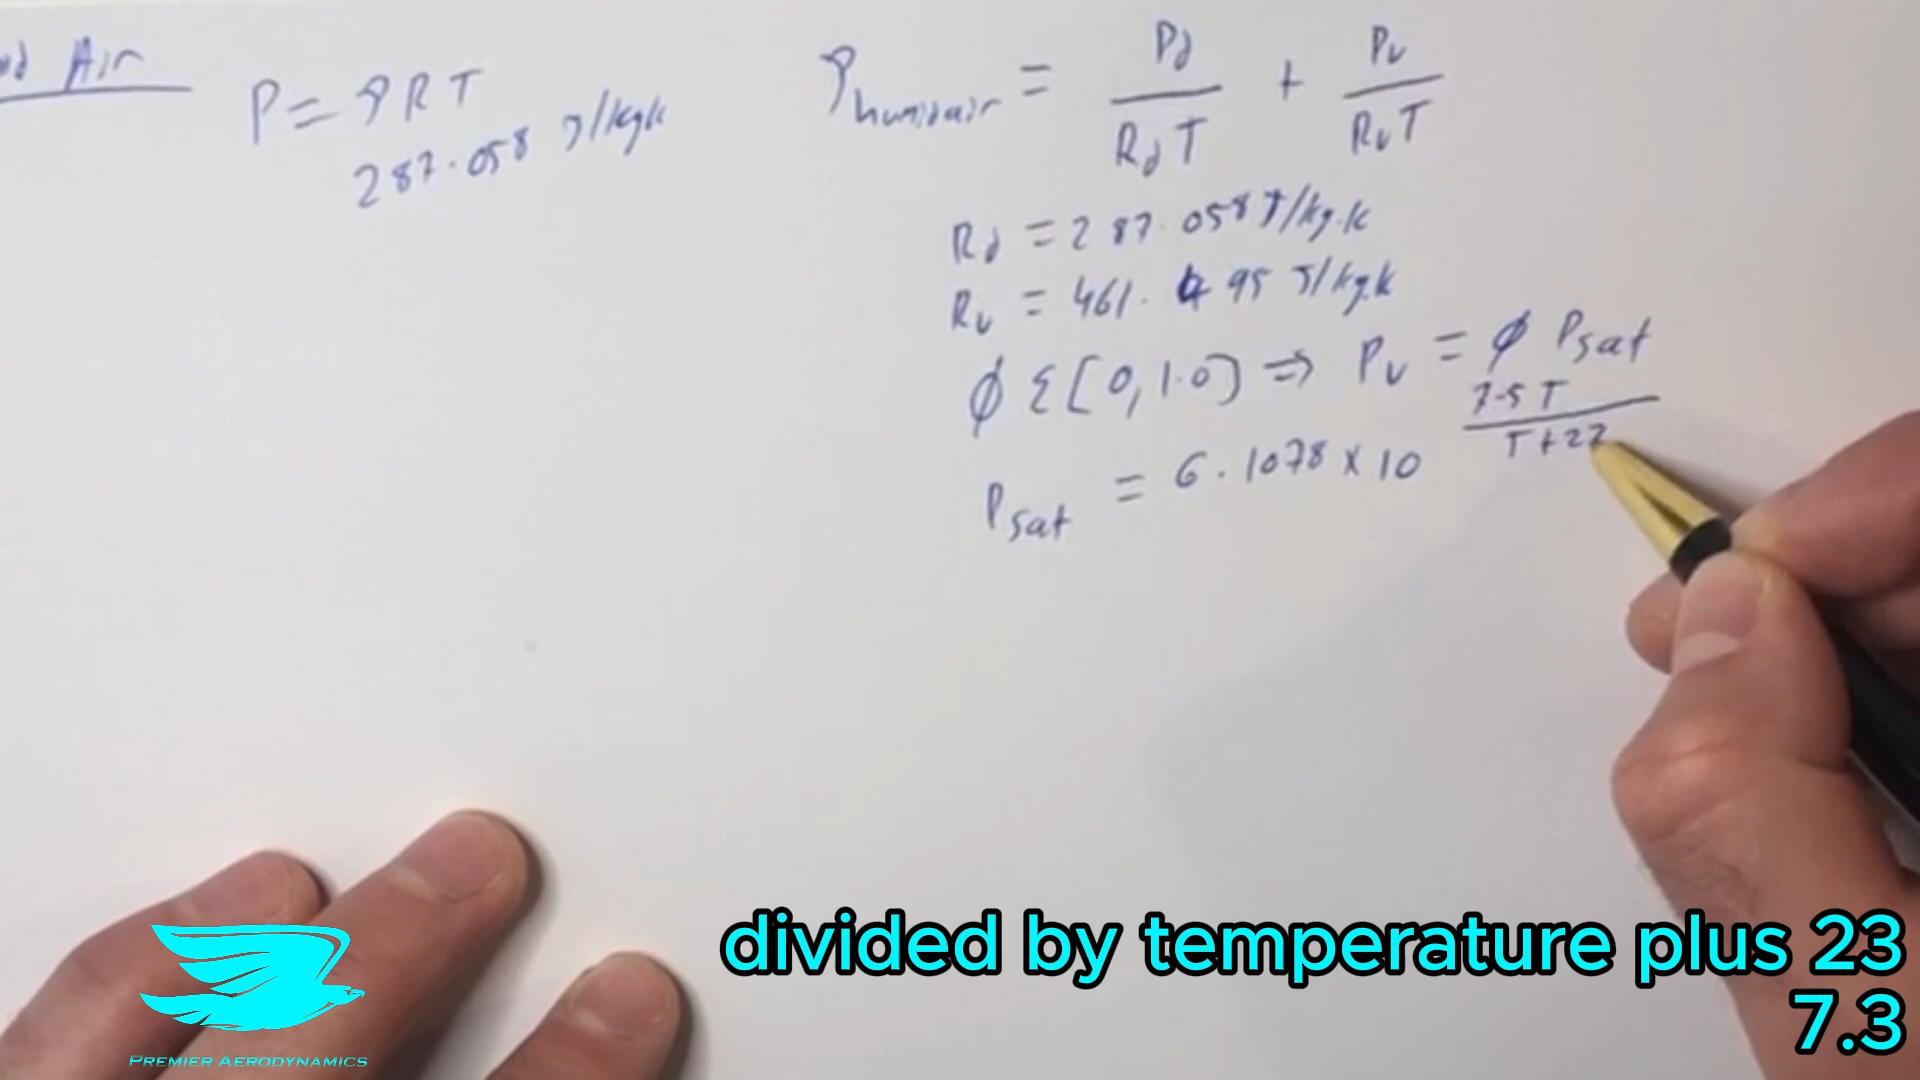 Air
P = ρRT
287.058 J/kgK
ρhumidair = Pd/RdT + Pv/RvT
Rd = 287.058 J/kg.K
Rv = 461.495 J/kg.K
φ ε [0, 1.0] ⇒ Pv = φ Psat
Psat = 6.1078 x 10 7.5 T/T + 23
divided by temperature plus 23
7.3
PREMIER AERODYNAMICS